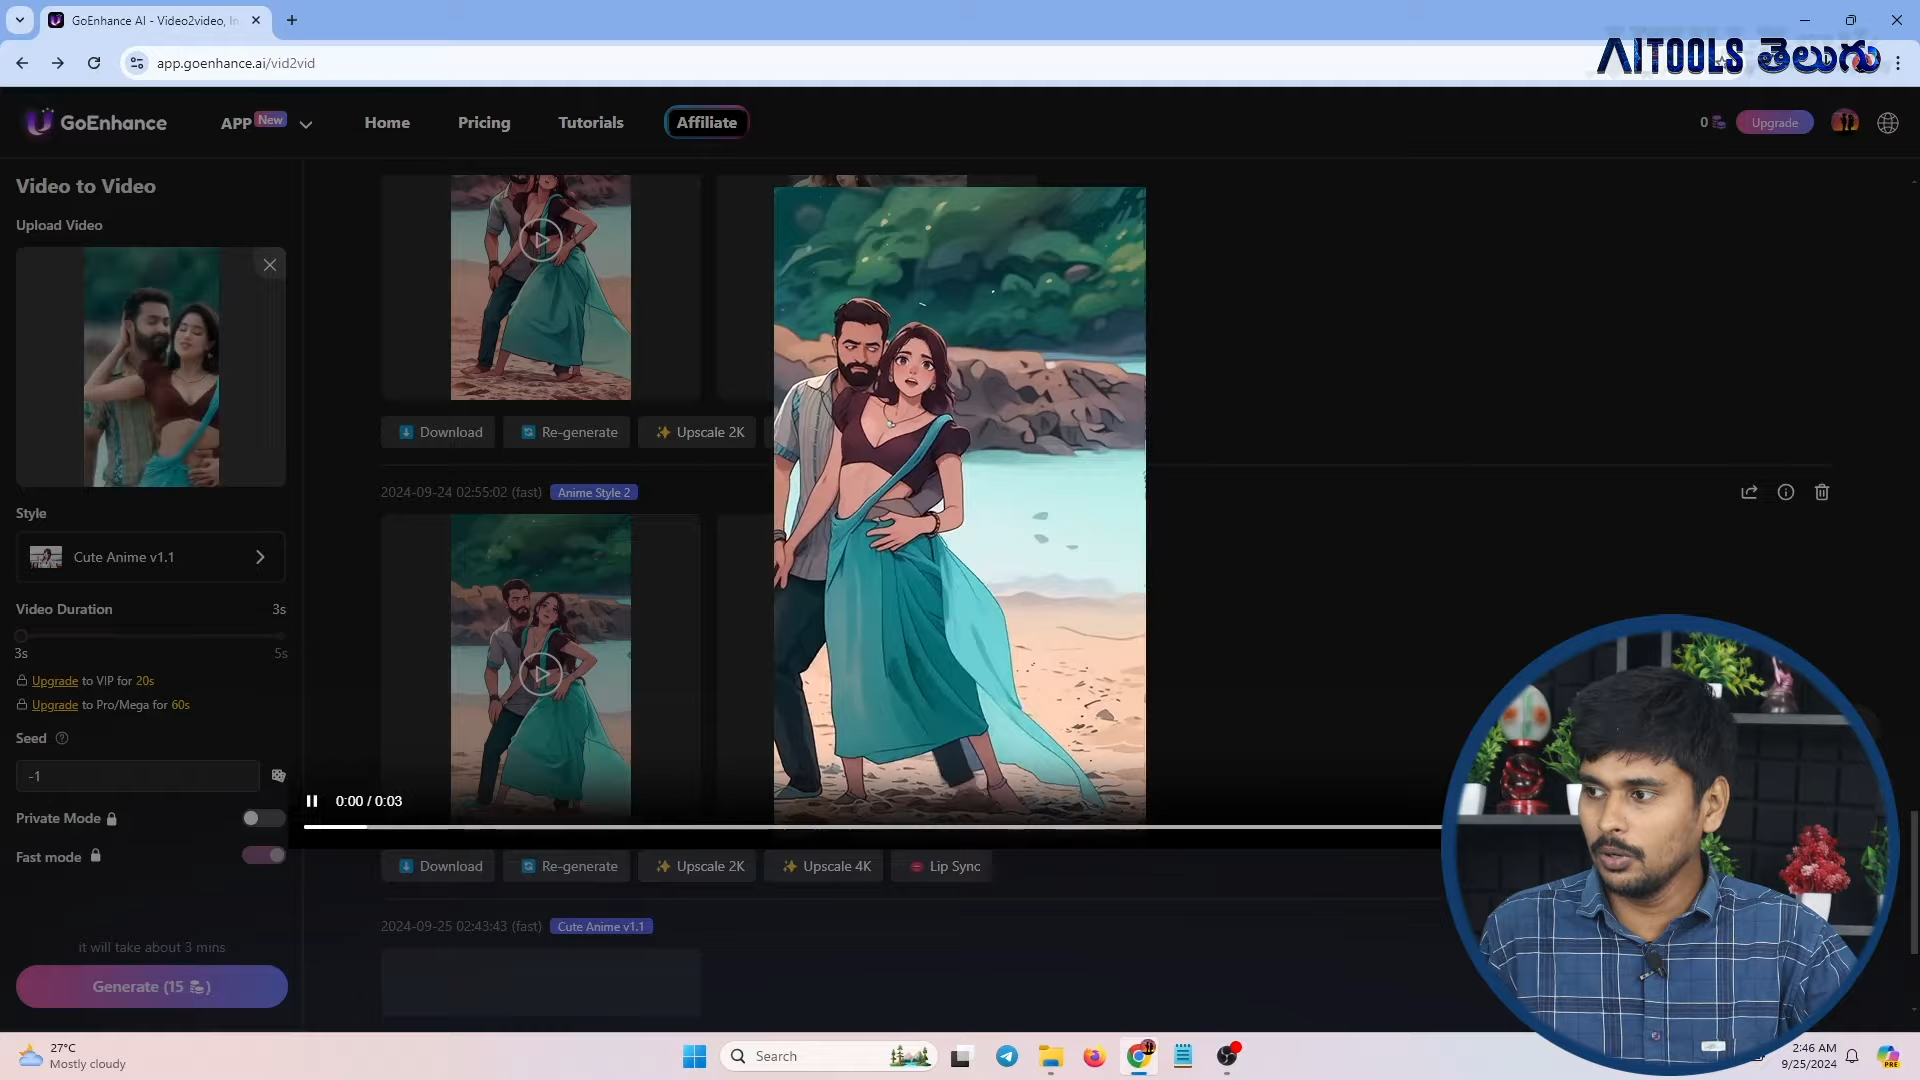 GoEnhance AI - Video2video, In
app.goenhance.ai/vid2vid
AITOOLS తెలుగు
GoEnhance
APP New
Home
Pricing
Tutorials
Affiliate
0
Upgrade
Video to Video
Upload Video
Style
Cute Anime v1.1
Video Duration 3s
3s 5s
Upgrade to VIP for 20s
Upgrade to Pro/Mega for 60s
Seed
-1
Private Mode
Fast mode
it will take about 3 mins
Generate (15 )
Download
Re-generate
Upscale 2K
2024-09-24 02:55:02 (fast) Anime Style 2
0:00 / 0:03
Download
Re-generate
Upscale 2K
Upscale 4K
Lip Sync
2024-09-25 02:43:43 (fast) Cute Anime v1.1
27°C
Mostly cloudy
Search
2:46 AM
9/25/2024
PRE